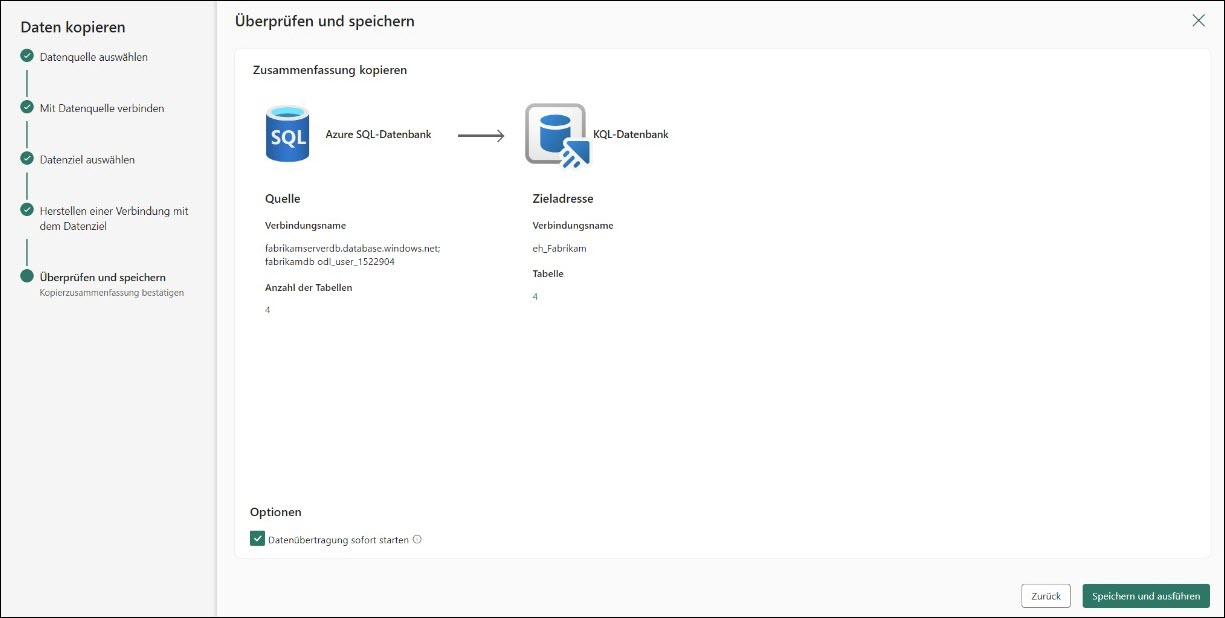 Daten kopieren
Datenquelle auswählen
Mit Datenquelle verbinden
Datenziel auswählen
Herstellen einer Verbindung mit
dem Datenziel
Überprüfen und speichern
Kopierzusammenfassung bestätigen
Überprüfen und speichern
Zusammenfassung kopieren
SQL
Azure SQL-Datenbank
KQL-Datenbank
Quelle
Verbindungsname
fabrikamserverdb.database.windows.net;
fabrikamdb odl_user_1522904
Anzahl der Tabellen
4
Zieladresse
Verbindungsname
eh_Fabrikam
Tabelle
4
Optionen
Datenübertragung sofort starten
Zurück
Speichern und ausführen